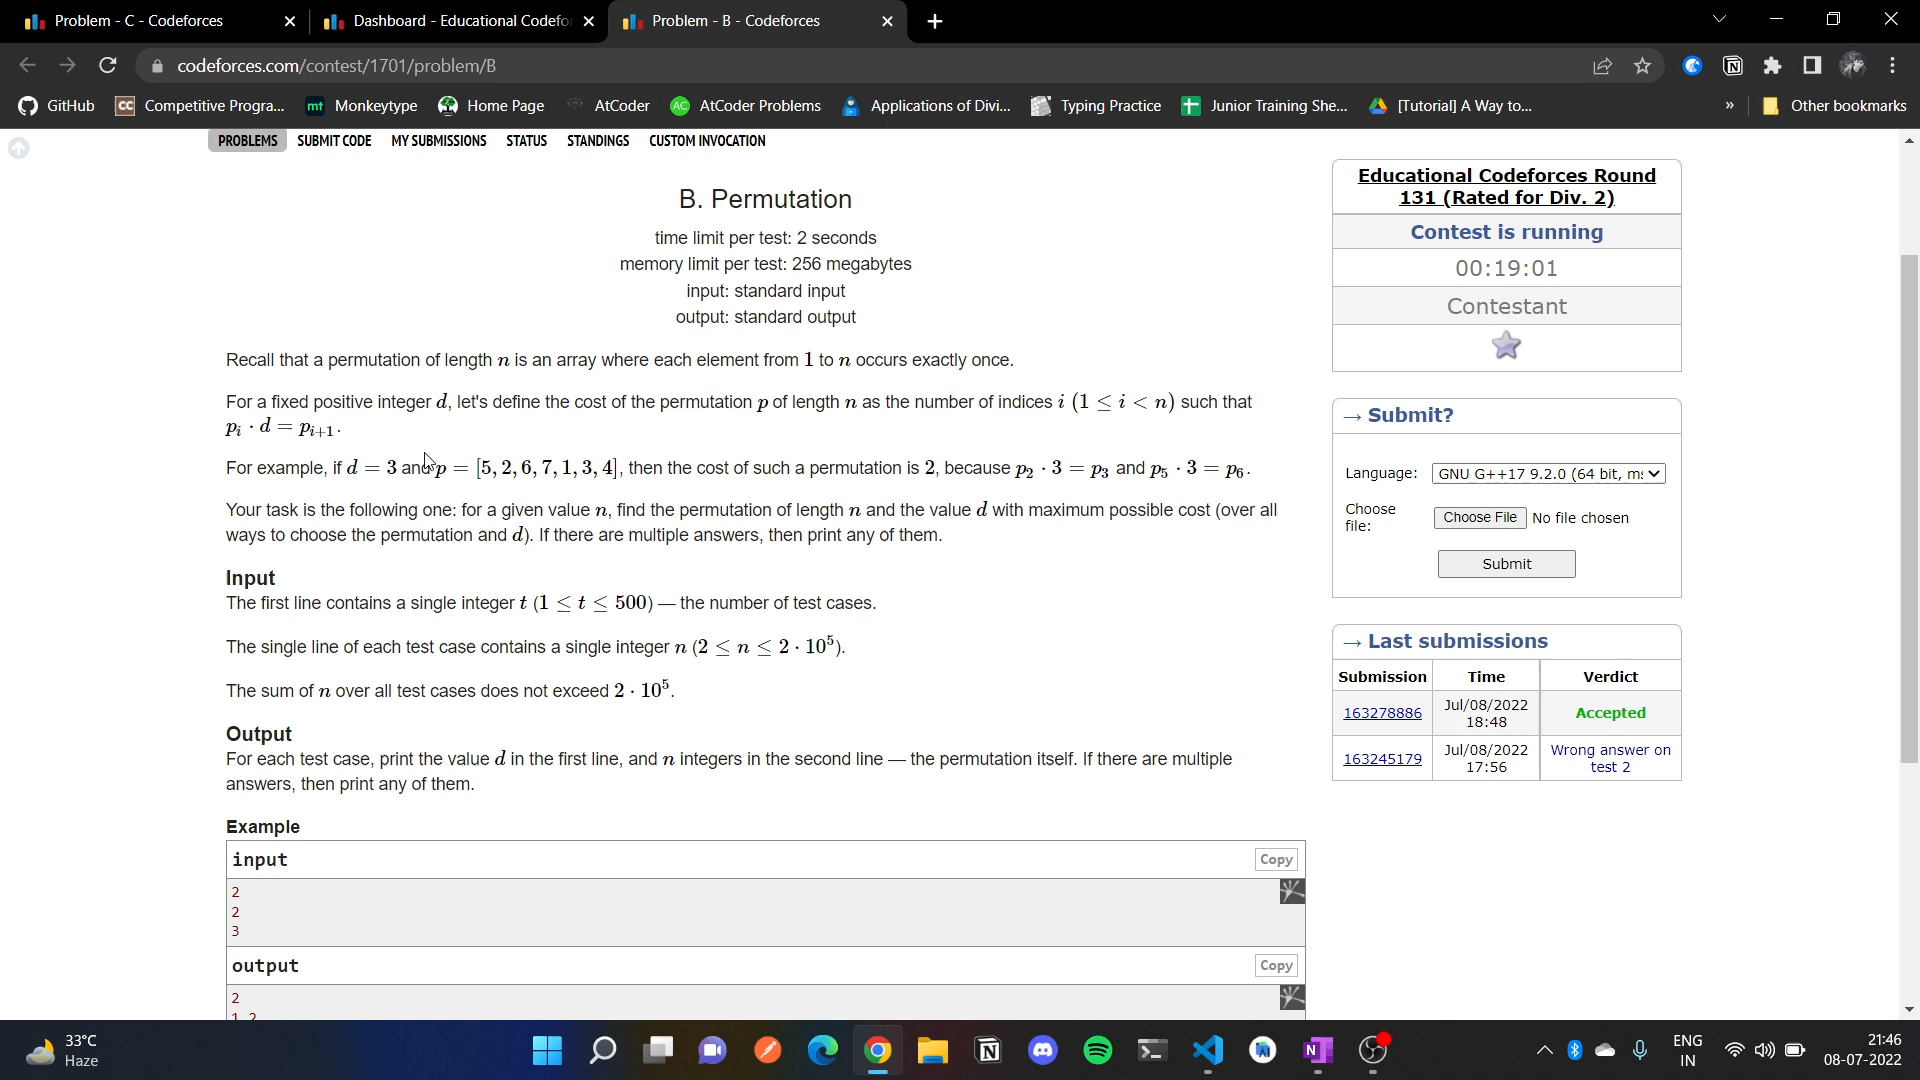 Problem - C - Codeforces
Dashboard - Educational Codefo
Problem - B - Codeforces
codeforces.com/contest/1701/problem/B
GitHub
CC Competitive Progra...
mt Monkeytype
Home Page
AtCoder
AC AtCoder Problems
Applications of Divi...
Typing Practice
Junior Training She...
[Tutorial] A Way to...
»
Other bookmarks
PROBLEMS SUBMIT CODE MY SUBMISSIONS STATUS STANDINGS CUSTOM INVOCATION
B. Permutation
time limit per test: 2 seconds
memory limit per test: 256 megabytes
input: standard input
output: standard output
Recall that a permutation of length n is an array where each element from 1 to n occurs exactly once.
For a fixed positive integer d, let's define the cost of the permutation p of length n as the number of indices i (1 ≤ i < n) such that
pᵢ · d = pᵢ₊₁.
For example, if d = 3 and p = [5, 2, 6, 7, 1, 3, 4], then the cost of such a permutation is 2, because p₂ · 3 = p₃ and p₅ · 3 = p₆.
Your task is the following one: for a given value n, find the permutation of length n and the value d with maximum possible cost (over all
ways to choose the permutation and d). If there are multiple answers, then print any of them.
Input
The first line contains a single integer t (1 ≤ t ≤ 500) — the number of test cases.
The single line of each test case contains a single integer n (2 ≤ n ≤ 2 · 10⁵).
The sum of n over all test cases does not exceed 2 · 10⁵.
Output
For each test case, print the value d in the first line, and n integers in the second line — the permutation itself. If there are multiple
answers, then print any of them.
Example
input
Copy
2
2
3
output
Copy
2
1 2
Educational Codeforces Round
131 (Rated for Div. 2)
Contest is running
00:19:01
Contestant
→ Submit?
Language: GNU G++17 9.2.0 (64 bit, ms
Choose
file:
Choose File No file chosen
Submit
→ Last submissions
Submission Time Verdict
163278886 Jul/08/2022 18:48 Accepted
163245179 Jul/08/2022 17:56 Wrong answer on test 2
33°C
Haze
ENG
IN
21:46
08-07-2022